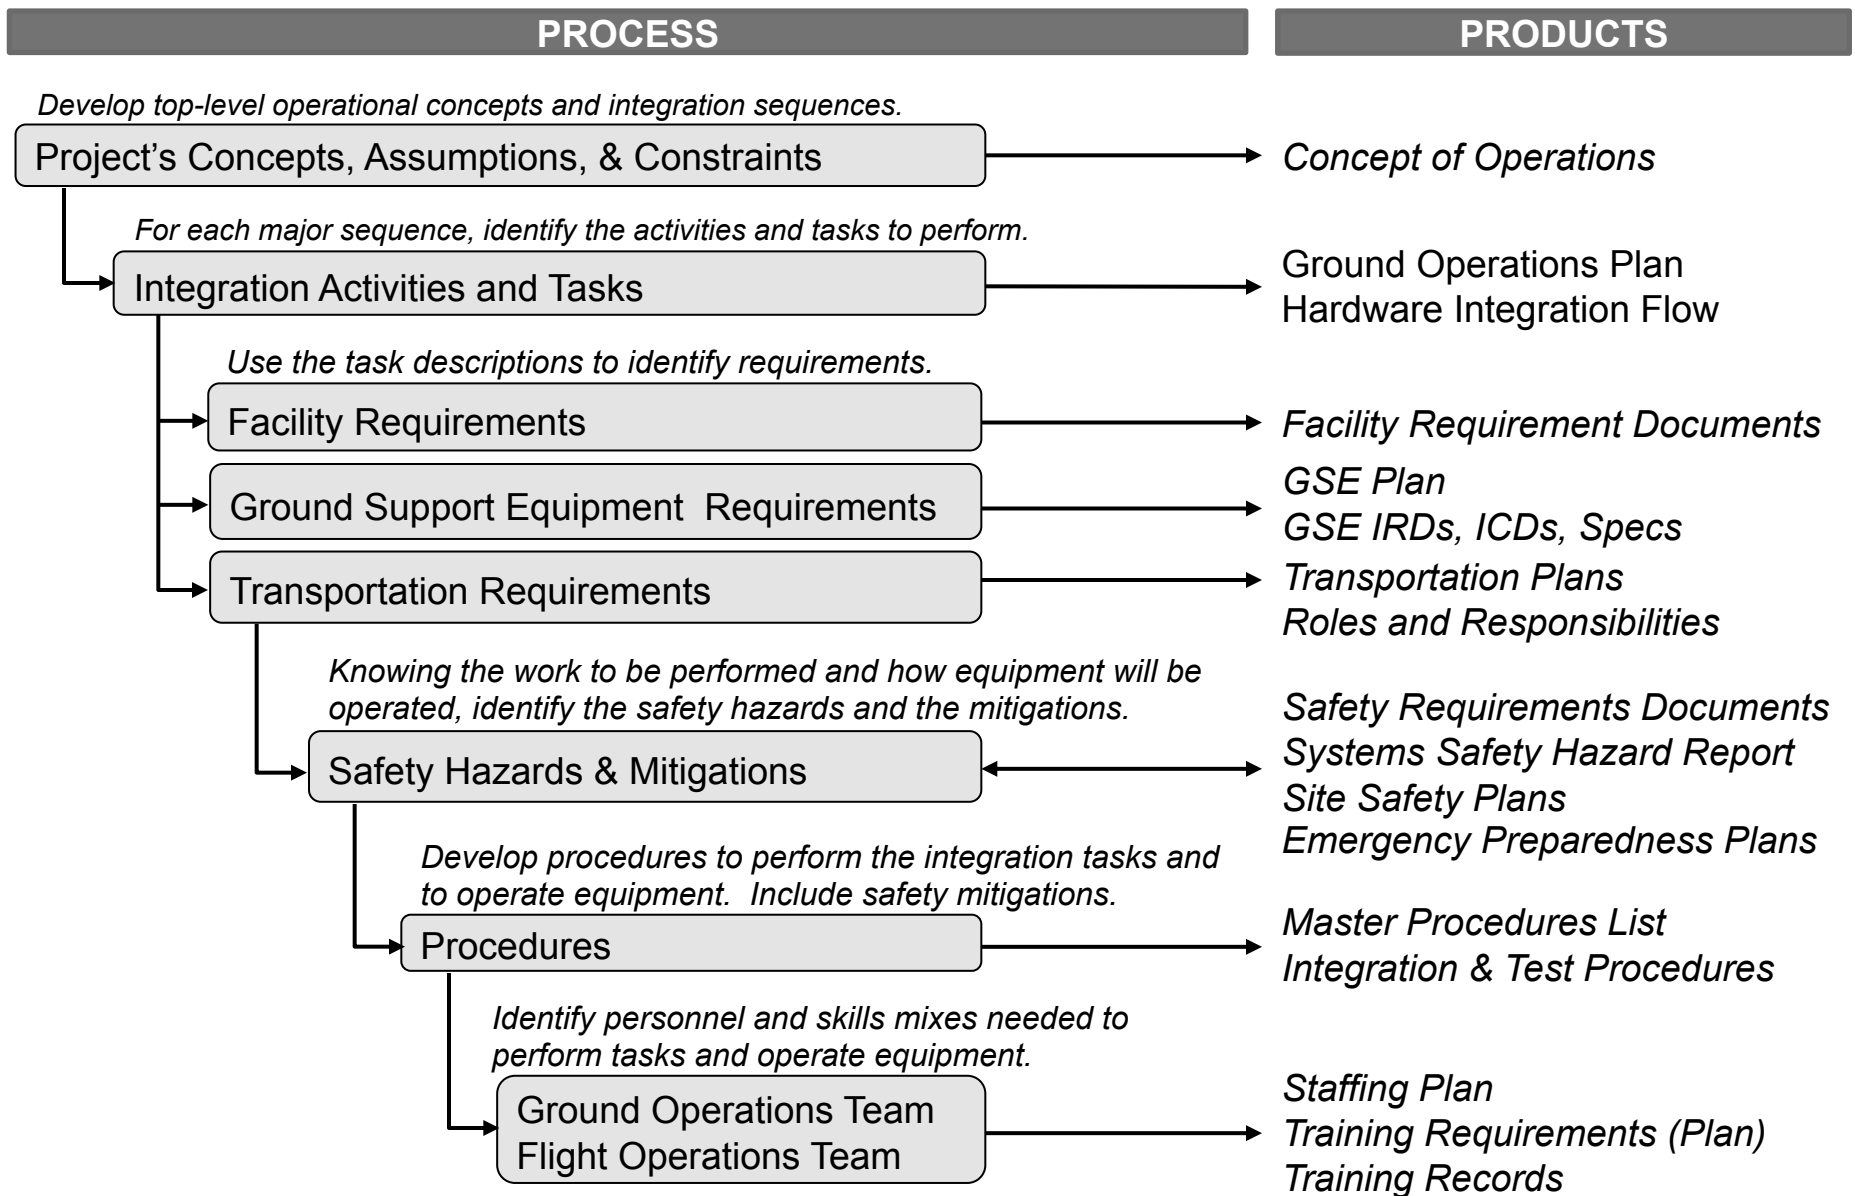 PROCESS
PRODUCTS
Develop top-level operational concepts and integration sequences.
Project’s Concepts, Assumptions, & Constraints
Concept of Operations
For each major sequence, identify the activities and tasks to perform.
Integration Activities and Tasks
Ground Operations Plan
Hardware Integration Flow
Use the task descriptions to identify requirements.
Facility Requirements
Facility Requirement Documents
Ground Support Equipment  Requirements
GSE Plan
GSE IRDs, ICDs, Specs
Transportation Requirements
Transportation Plans
Roles and Responsibilities
Knowing the work to be performed and how equipment will be
operated, identify the safety hazards and the mitigations.
Safety Hazards & Mitigations
Safety Requirements Documents
Systems Safety Hazard Report
Site Safety Plans
Emergency Preparedness Plans
Develop procedures to perform the integration tasks and
to operate equipment.  Include safety mitigations.
Procedures
Master Procedures List
Integration & Test Procedures
Identify personnel and skills mixes needed to
perform tasks and operate equipment.
Ground Operations Team
Flight Operations Team
Staffing Plan
Training Requirements (Plan)
Training Records